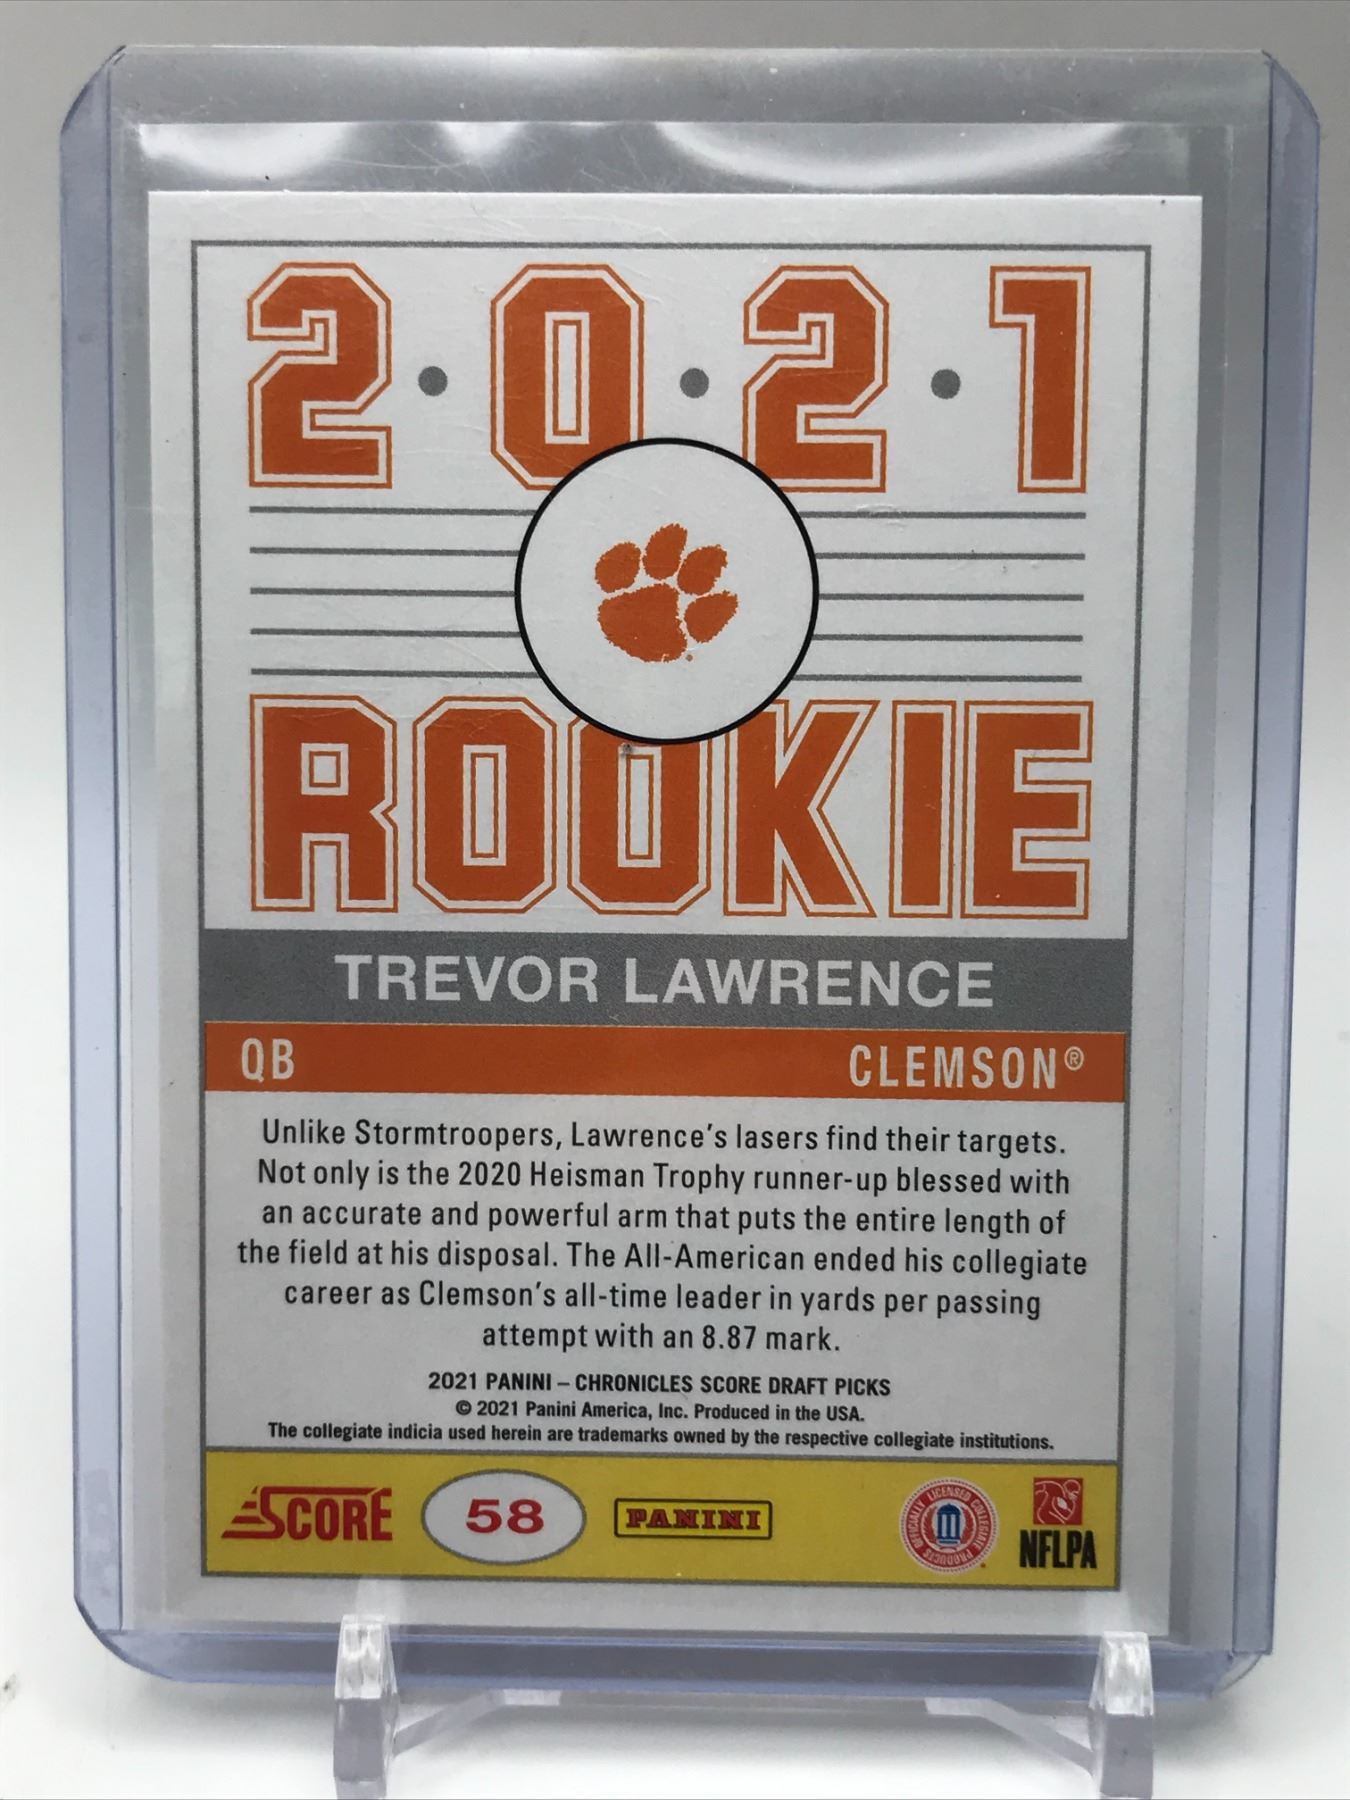 2·0·2·1
ROOKIE
TREVOR LAWRENCE
QB CLEMSON®
Unlike Stormtroopers, Lawrence's lasers find their targets.
Not only is the 2020 Heisman Trophy runner-up blessed with
an accurate and powerful arm that puts the entire length of
the field at his disposal. The All-American ended his collegiate
career as Clemson's all-time leader in yards per passing
attempt with an 8.87 mark.
2021 PANINI – CHRONICLES SCORE DRAFT PICKS
© 2021 Panini America, Inc. Produced in the USA.
The collegiate indicia used herein are trademarks owned by the respective collegiate institutions.
SCORE 58 PANINI OFFICIALLY LICENSED COLLEGIATE PRODUCTS NFLPA